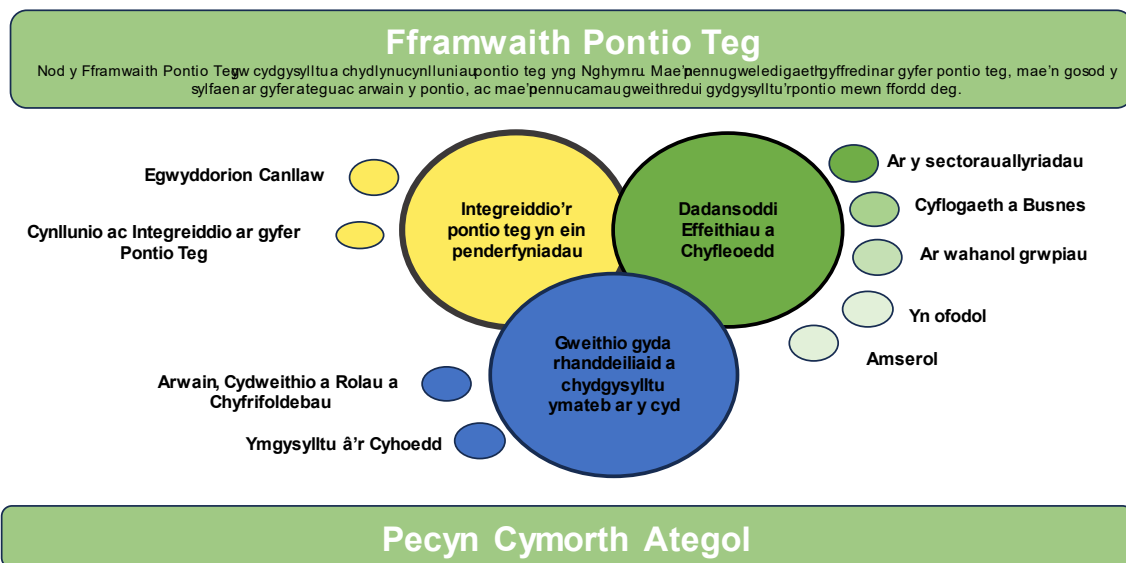 Fframwaith Pontio Teg
Nod y Fframwaith Pontio Teg yw cydgysylltu a chydlynu cynlluniau pontio teg yng Nghymru. Mae'n pennu gweledigaeth gyffredin ar gyfer pontio teg, mae'n gosod y
sylfaen ar gyfer ategu ac arwain y pontio, ac mae'n pennu camau gweithredu i gydgysylltu'r pontio mewn ffordd deg.
Egwyddorion Canllaw
Cynllunio ac Integreiddio ar gyfer
Pontio Teg
Integreiddio'r
pontio teg yn ein
penderfyniadau
Dadansoddi
Effeithiau a
Chyfleoedd
Ar y sectorau allyriadau
Cyflogaeth a Busnes
Ar wahanol grwpiau
Yn ofodol
Amserol
Gweithio gyda
rhanddeiliaid a
chydgysylltu
ymateb ar y cyd
Arwain, Cydweithio a Rolau a
Chyfrifoldebau
Ymgysylltu â'r Cyhoedd
Pecyn Cymorth Ategol